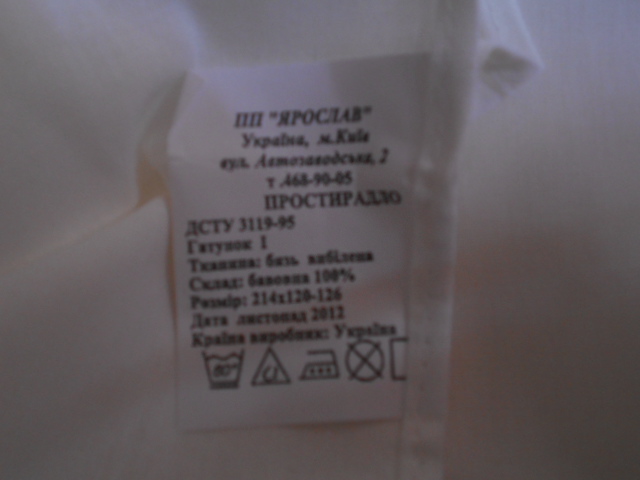 ПП "ЯРОСЛАВ"
Україна, м.Київ
вул. Автозаводська, 2
т .468-90-05
ПРОСТИРАДЛО
ДСТУ 3119-95
Гатунок 1
Тканина: бязь вибілена
Склад: бавовна 100%
Розмір: 214х120-126
Дата листопад 2012
Країна виробник: Україна
60°